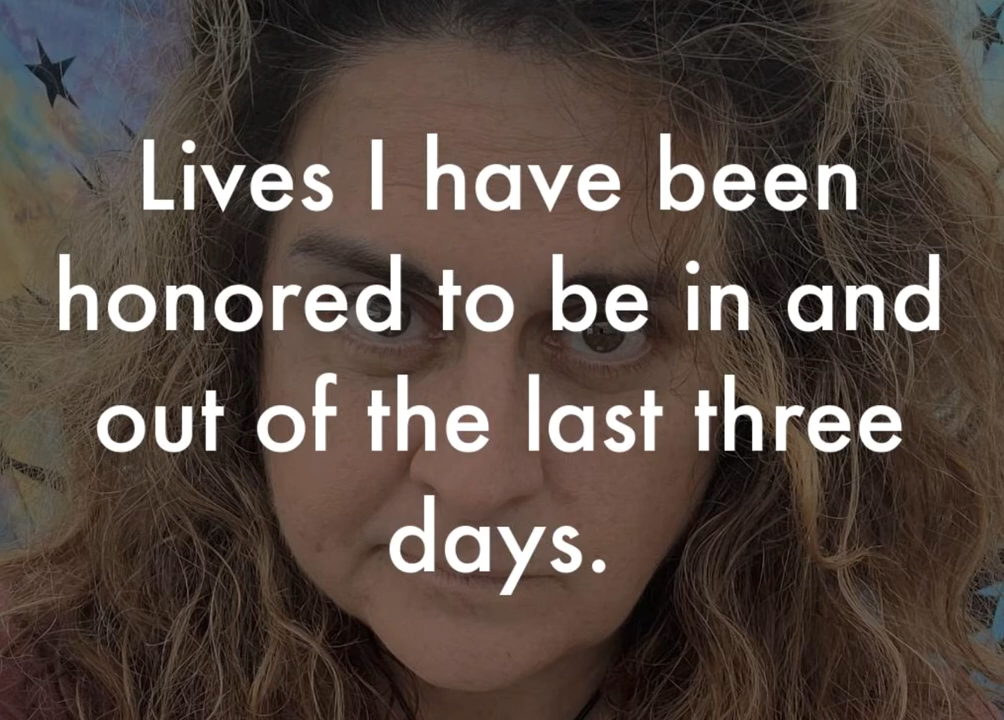 Lives I have been
honored to be in and
out of the last three
days.